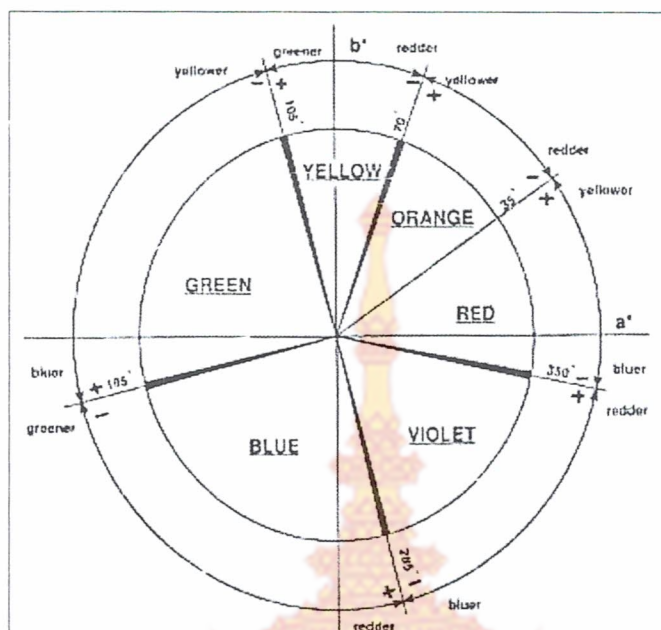 b*
greener
redder
yellower
- +
- +
yellower
105°
70°
YELLOW
redder
- +
ORANGE
35°
yellower
GREEN
RED
a*
bluer
+ 195°
-
greener
330° -
+
bluer
redder
BLUE
VIOLET
285° -
+
bluer
redder